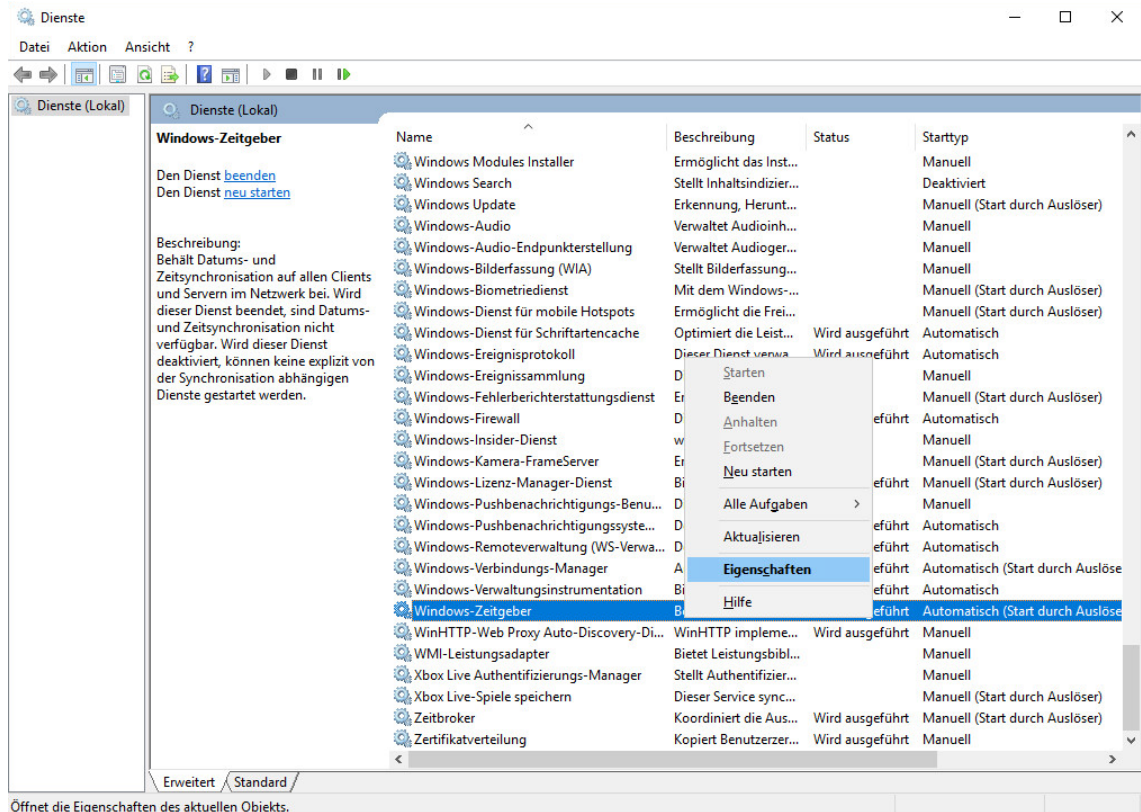 Dienste
Datei Aktion Ansicht ?
Dienste (Lokal)
Dienste (Lokal)
Windows-Zeitgeber
Den Dienst beenden
Den Dienst neu starten
Beschreibung:
Behält Datums- und
Zeitsynchronisation auf allen Clients
und Servern im Netzwerk bei. Wird
dieser Dienst beendet, sind Datums-
und Zeitsynchronisation nicht
verfügbar. Wird dieser Dienst
deaktiviert, können keine explizit von
der Synchronisation abhängigen
Dienste gestartet werden.
Name Beschreibung Status Starttyp
Windows Modules Installer Ermöglicht das Inst... Manuell
Windows Search Stellt Inhaltsindizier... Deaktiviert
Windows Update Erkennung, Herunt... Manuell (Start durch Auslöser)
Windows-Audio Verwaltet Audioinh... Manuell
Windows-Audio-Endpunkterstellung Verwaltet Audioger... Manuell
Windows-Bilderfassung (WIA) Stellt Bilderfassung... Manuell
Windows-Biometriedienst Mit dem Windows-... Manuell (Start durch Auslöser)
Windows-Dienst für mobile Hotspots Ermöglicht die Frei... Manuell (Start durch Auslöser)
Windows-Dienst für Schriftartencache Optimiert die Leist... Wird ausgeführt Automatisch
Windows-Ereignisprotokoll Dieser Dienst verwa... Wird ausgeführt Automatisch
Windows-Ereignissammlung D Manuell
Windows-Fehlerberichterstattungsdienst Er Manuell (Start durch Auslöser)
Windows-Firewall D eführt Automatisch
Windows-Insider-Dienst w Manuell
Windows-Kamera-FrameServer Er Manuell (Start durch Auslöser)
Windows-Lizenz-Manager-Dienst Bi eführt Manuell (Start durch Auslöser)
Windows-Pushbenachrichtigungs-Benu... D Manuell
Windows-Pushbenachrichtigungssyste... D eführt Automatisch
Windows-Remoteverwaltung (WS-Verwa... D eführt Automatisch
Windows-Verbindungs-Manager A eführt Automatisch (Start durch Auslöse
Windows-Verwaltungsinstrumentation Bi eführt Automatisch
Windows-Zeitgeber Be eführt Automatisch (Start durch Auslöse
WinHTTP-Web Proxy Auto-Discovery-Di... WinHTTP impleme... Wird ausgeführt Manuell
WMI-Leistungsadapter Bietet Leistungsbibl... Manuell
Xbox Live Authentifizierungs-Manager Stellt Authentifizier... Manuell
Xbox Live-Spiele speichern Dieser Service sync... Manuell (Start durch Auslöser)
Zeitbroker Koordiniert die Aus... Wird ausgeführt Manuell (Start durch Auslöser)
Zertifikatverteilung Kopiert Benutzerzer... Wird ausgeführt Manuell
Starten
Beenden
Anhalten
Fortsetzen
Neu starten
Alle Aufgaben
Aktualisieren
Eigenschaften
Hilfe
Erweitert Standard
Öffnet die Eigenschaften des aktuellen Objekts.